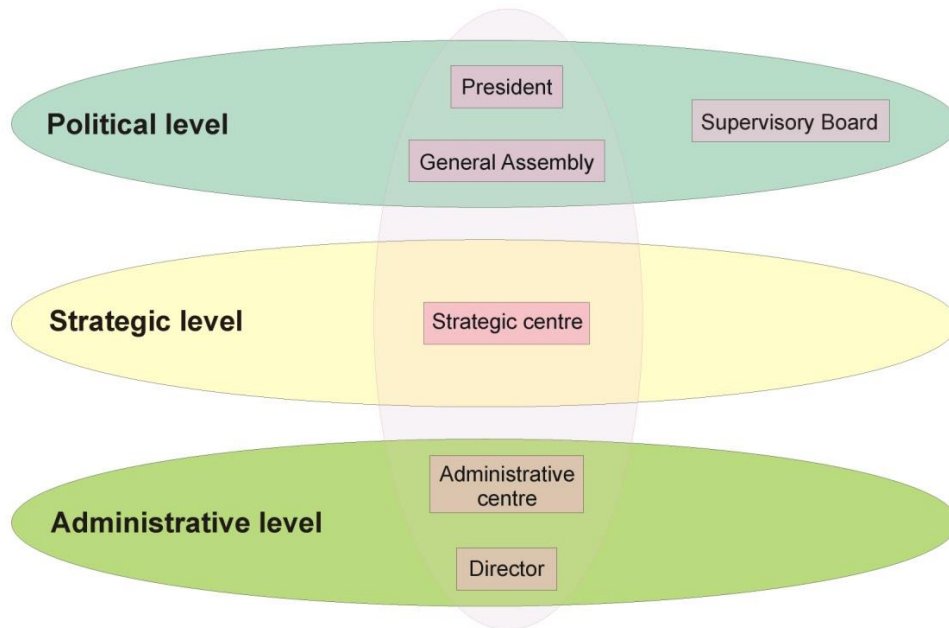 President
Political level
Supervisory Board
General Assembly
Strategic level
Strategic centre
Administrative level
Administrative
centre
Director